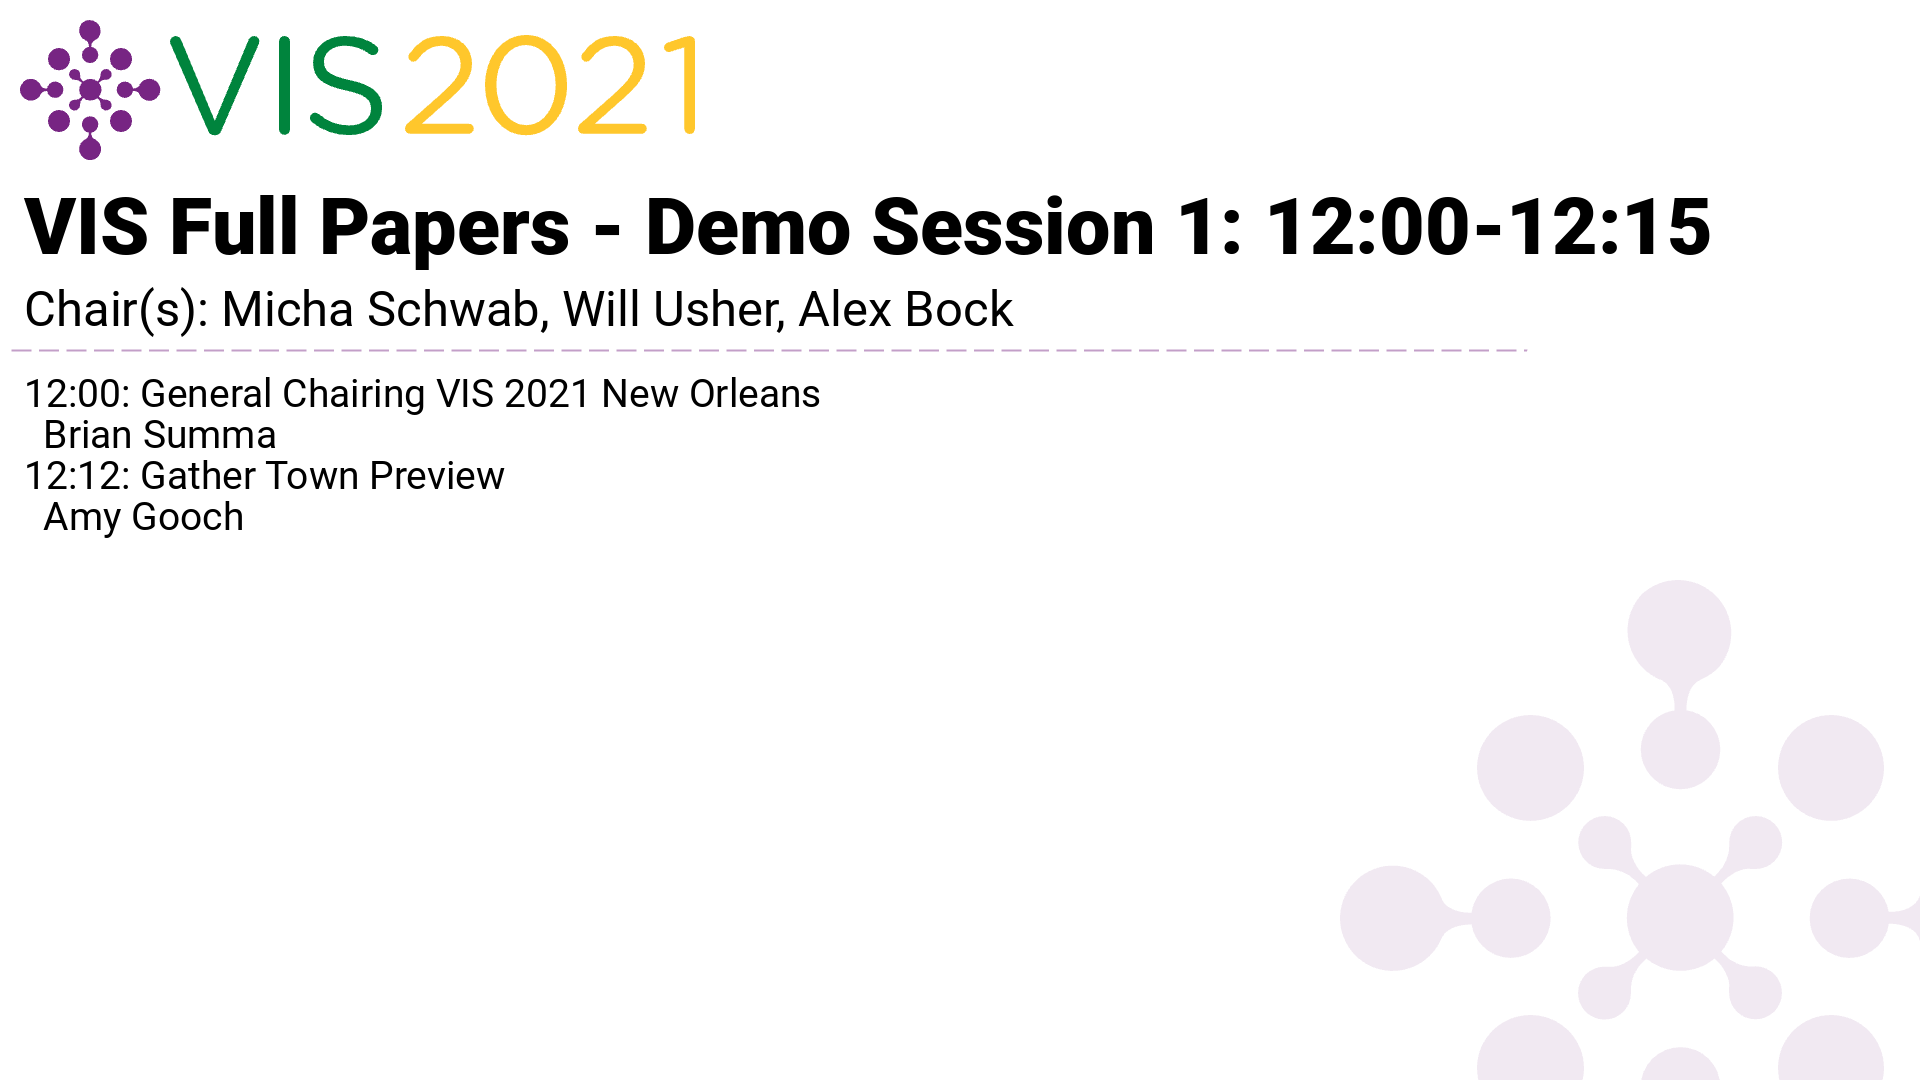 VIS2021
VIS Full Papers - Demo Session 1: 12:00-12:15
Chair(s): Micha Schwab, Will Usher, Alex Bock
12:00: General Chairing VIS 2021 New Orleans
Brian Summa
12:12: Gather Town Preview
Amy Gooch